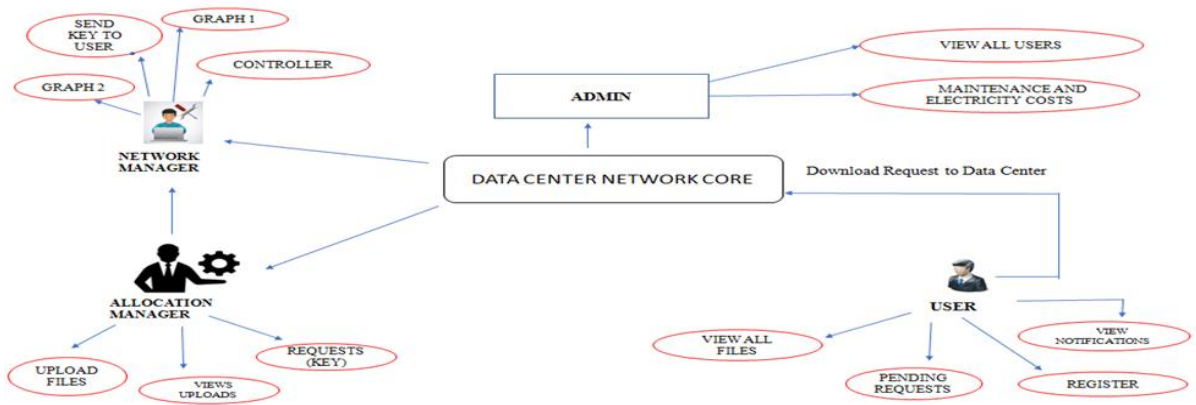 SEND
KEY TO
USER
GRAPH 1
CONTROLLER
GRAPH 2
NETWORK
MANAGER
ADMIN
VIEW ALL USERS
MAINTENANCE AND
ELECTRICITY COSTS
DATA CENTER NETWORK CORE
Download Request to Data Center
ALLOCATION
MANAGER
UPLOAD
FILES
VIEWS
UPLOADS
REQUESTS
(KEY)
USER
VIEW ALL
FILES
PENDING
REQUESTS
REGISTER
VIEW
NOTIFICATIONS